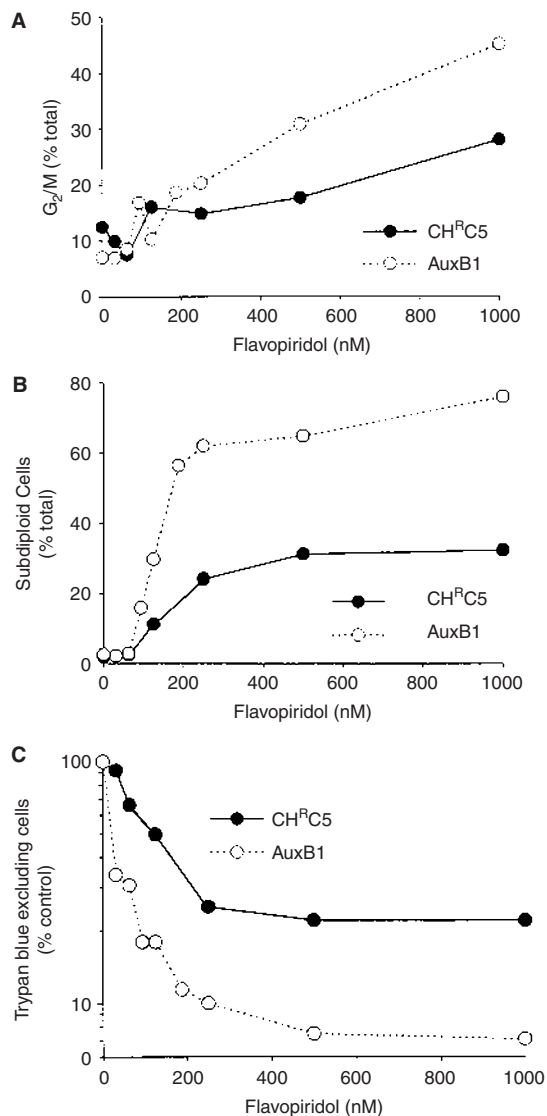 A
G₂/M (% total)
50
40
30
20
10
0
CHᴿC5
AuxB1
0 200 400 600 800 1000
Flavopiridol (nM)
B
Subdiploid Cells
(% total)
80
60
40
20
0
CHᴿC5
AuxB1
0 200 400 600 800 1000
Flavopiridol (nM)
C
Trypan blue excluding cells
(% control)
100
10
0
CHᴿC5
AuxB1
0 200 400 600 800 1000
Flavopiridol (nM)